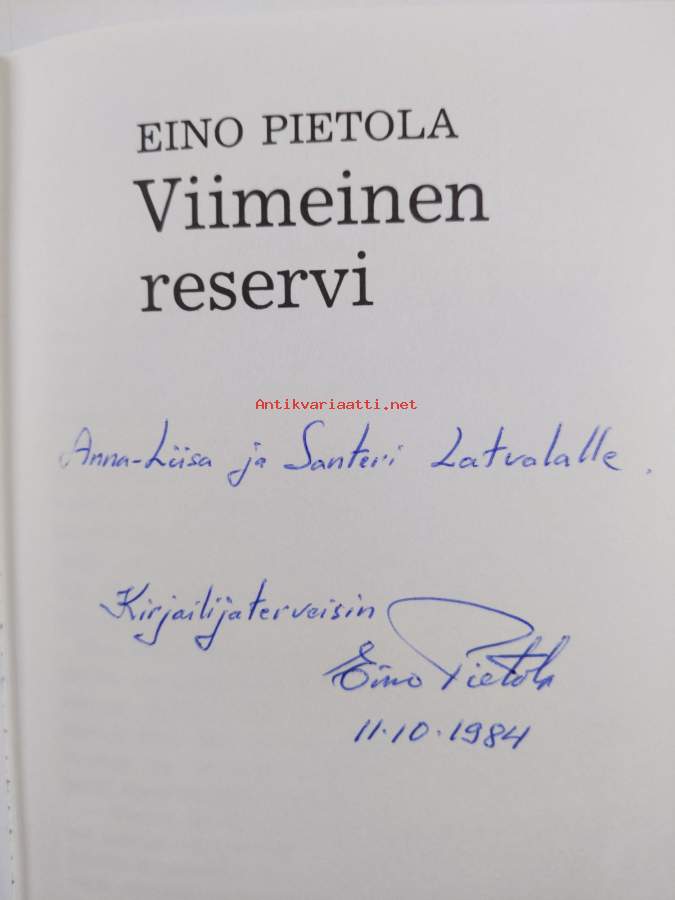 EINO PIETOLA
Viimeinen
reservi
Antikvariaatti.net
Anna-Liisa ja Santeri Latvalalle.
Kirjailijaterveisin
Eino Pietola
11.10.1984